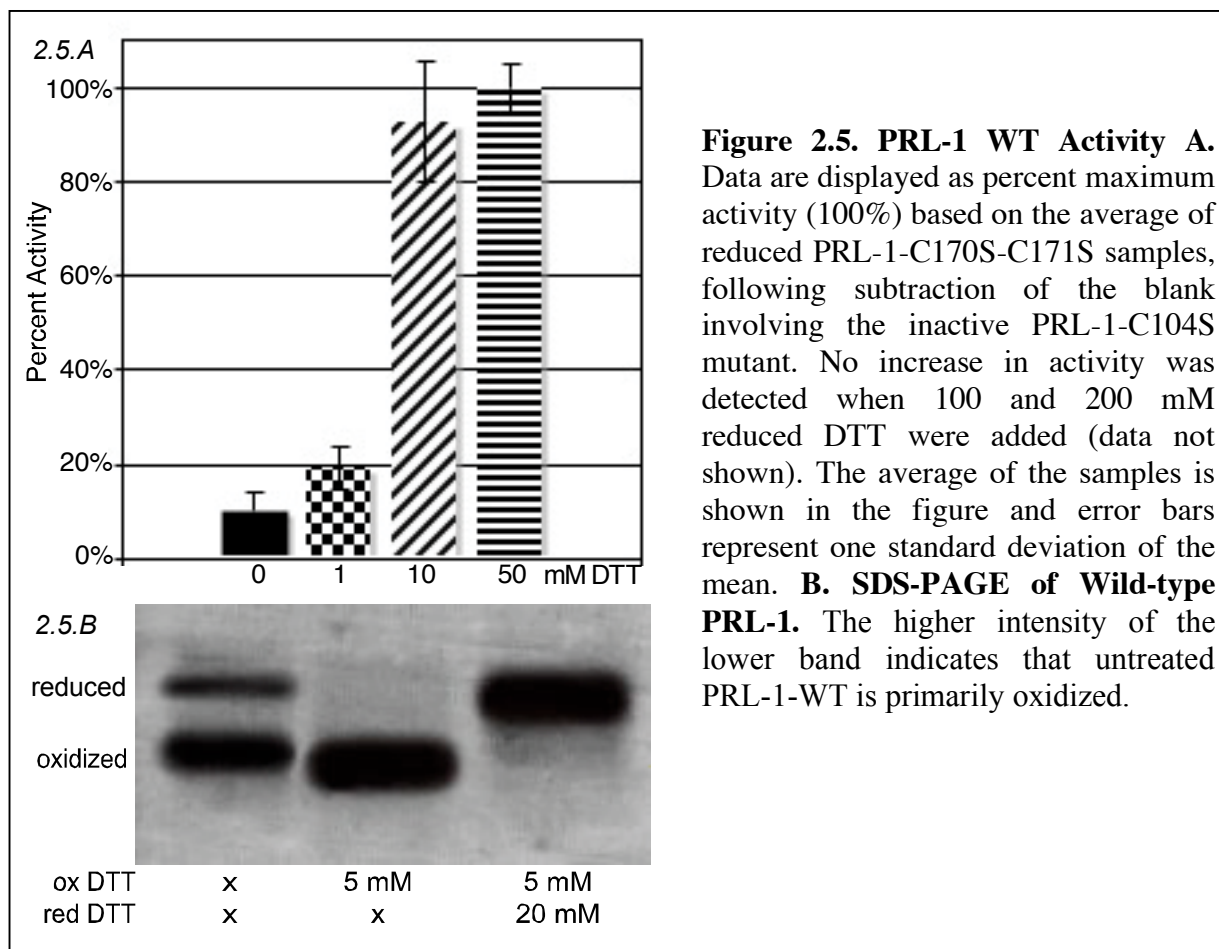 2.5.A
100%
80%
60%
40%
20%
0%
Percent Activity
0 1 10 50 mM DTT
2.5.B
reduced
oxidized
ox DTT x 5 mM 5 mM
red DTT x x 20 mM
Figure 2.5. PRL-1 WT Activity A.
Data are displayed as percent maximum
activity (100%) based on the average of
reduced PRL-1-C170S-C171S samples,
following subtraction of the blank
involving the inactive PRL-1-C104S
mutant. No increase in activity was
detected when 100 and 200 mM
reduced DTT were added (data not
shown). The average of the samples is
shown in the figure and error bars
represent one standard deviation of the
mean. B. SDS-PAGE of Wild-type
PRL-1. The higher intensity of the
lower band indicates that untreated
PRL-1-WT is primarily oxidized.